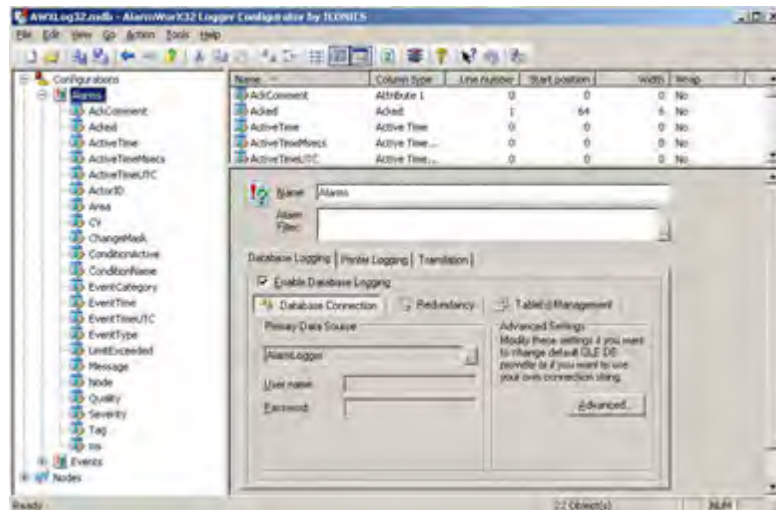 AWXLog32.mdb - AlarmWorX32 Logger Configurator by ICONICS
File Edit View Go Action Tools Help
Configurations
Alarms
AckComment
Acked
ActiveTime
ActiveTimeMsecs
ActiveTimeUTC
ActorID
Area
CV
ChangeMask
ConditionActive
ConditionName
EventCategory
EventTime
EventTimeUTC
EventType
LimitExceeded
Message
Node
Quality
Severity
Tag
Events
Nodes
Name Column type Line number Start position Width Wrap
AckComment Attribute 1 0 0 0 No
Acked Acked 1 64 6 No
ActiveTime Active Time 0 0 0 No
ActiveTimeMsecs Active Time... 0 0 0 No
ActiveTimeUTC Active Time... 0 0 0 No
Name Alarms
Alarm
Filter:
Database Logging Printer Logging Translation
Enable Database Logging
Database Connection Redundancy Table(s) Management
Primary Data Source
AlarmLogger
User name:
Password:
Advanced Settings
Modify these settings if you want
to change default OLE DB
provider or if you want to use
your own connection string.
Advanced...
Ready 22 Object(s) NUM